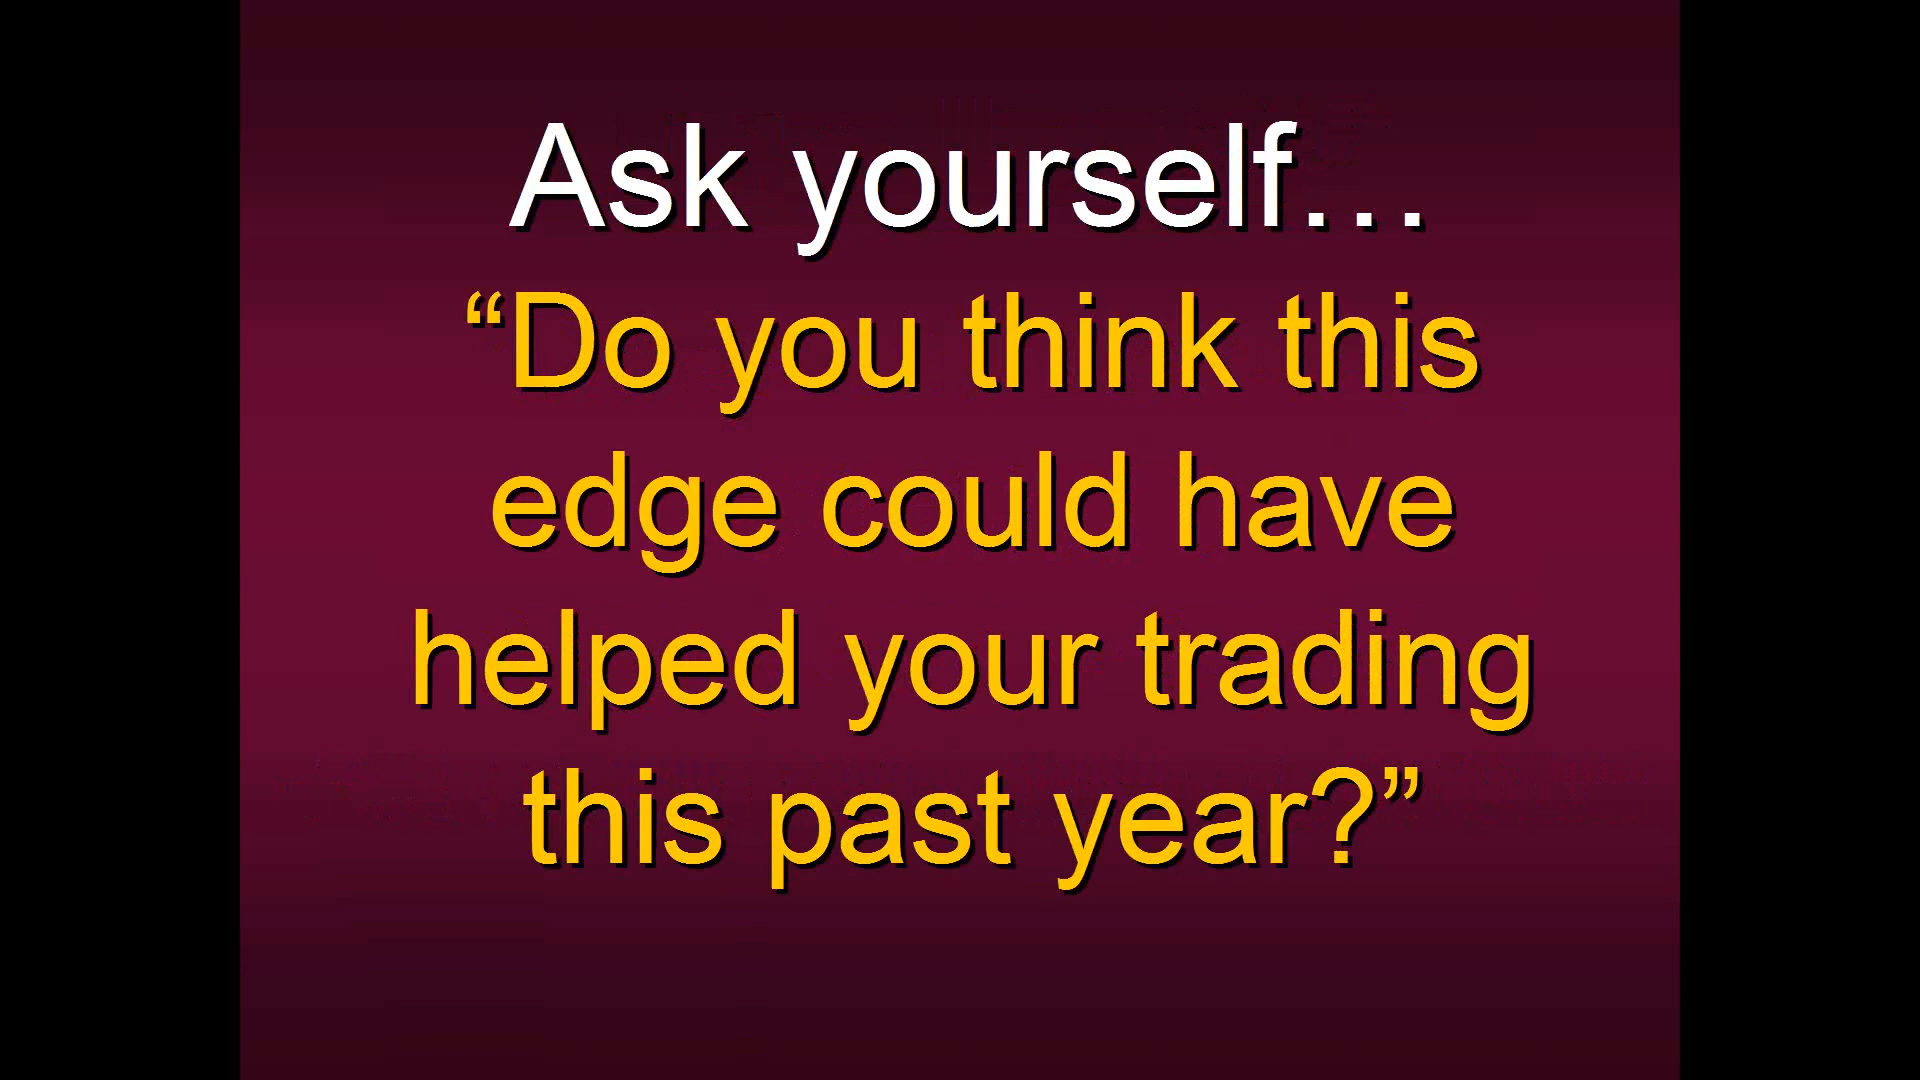 Ask yourself…
“Do you think this
edge could have
helped your trading
this past year?”